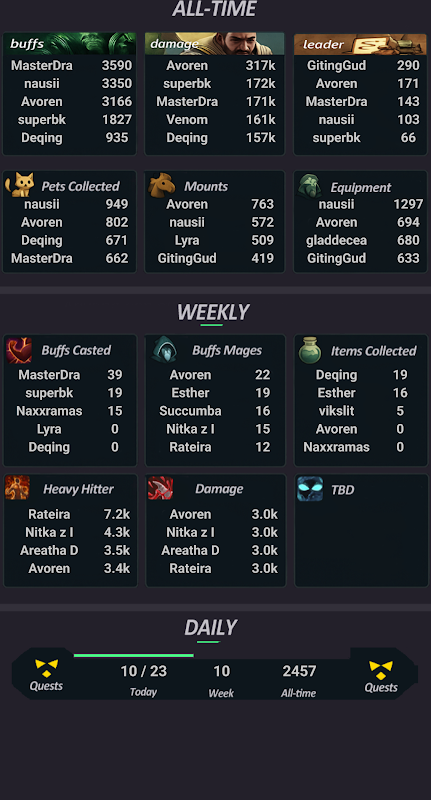 ALL-TIME
buffs
MasterDra 3590
nausii 3350
Avoren 3166
superbk 1827
Deqing 935
damage
Avoren 317k
superbk 172k
MasterDra 171k
Venom 161k
Deqing 157k
leader
GitingGud 290
Avoren 171
MasterDra 143
nausii 103
superbk 66
Pets Collected
nausii 949
Avoren 802
Deqing 671
MasterDra 662
Mounts
Avoren 763
nausii 572
Lyra 509
GitingGud 419
Equipment
nausii 1297
Avoren 694
gladdecea 680
GitingGud 633
WEEKLY
Buffs Casted
MasterDra 39
superbk 19
Naxxramas 15
Lyra 0
Deqing 0
Buffs Mages
Avoren 22
Esther 19
Succumba 16
Nitka z I 15
Rateira 12
Items Collected
Deqing 19
Esther 16
vikslit 5
Avoren 0
Naxxramas 0
Heavy Hitter
Rateira 7.2k
Nitka z I 4.3k
Areatha D 3.5k
Avoren 3.4k
Damage
Avoren 3.0k
Nitka z I 3.0k
Areatha D 3.0k
Rateira 3.0k
TBD
DAILY
Quests
10 / 23
Today
10
Week
2457
All-time
Quests